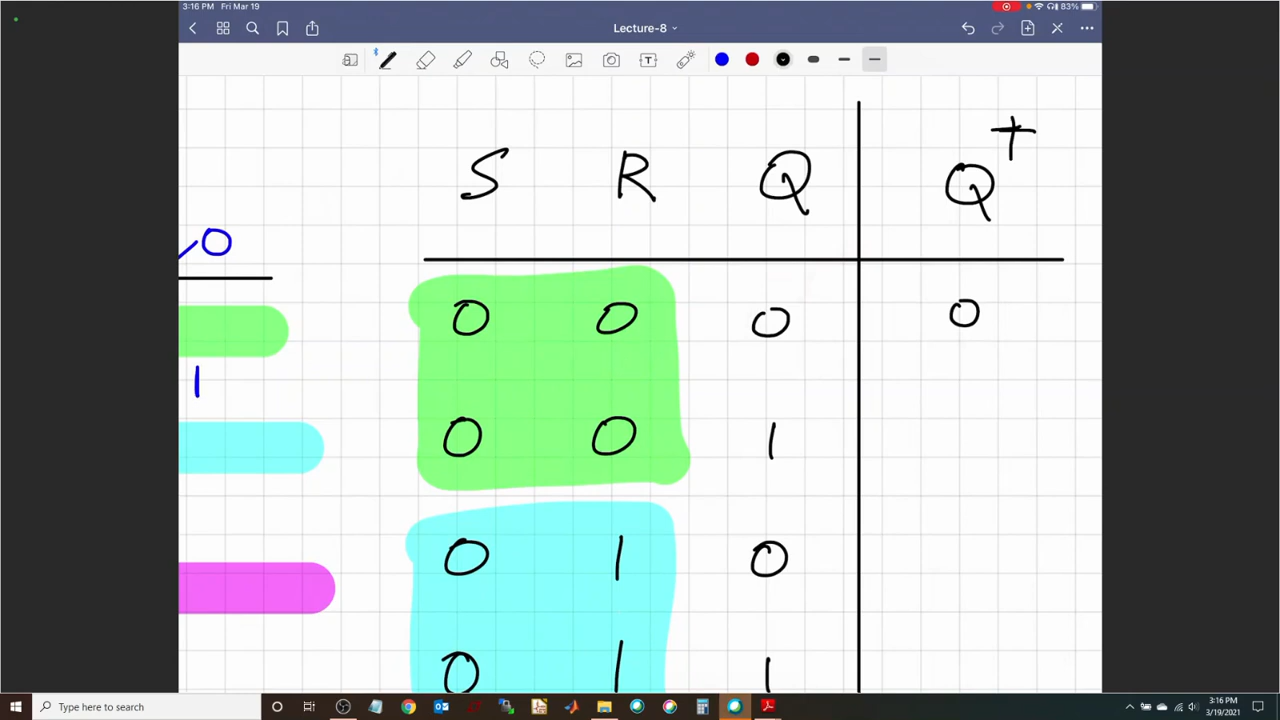 3:16 PM Fri Mar 19
83%
Lecture-8
S R Q Q⁺
0
0 0 0 0
1
0 0 1
0 1 0
0 1 1
Type here to search
3:16 PM
3/19/2021